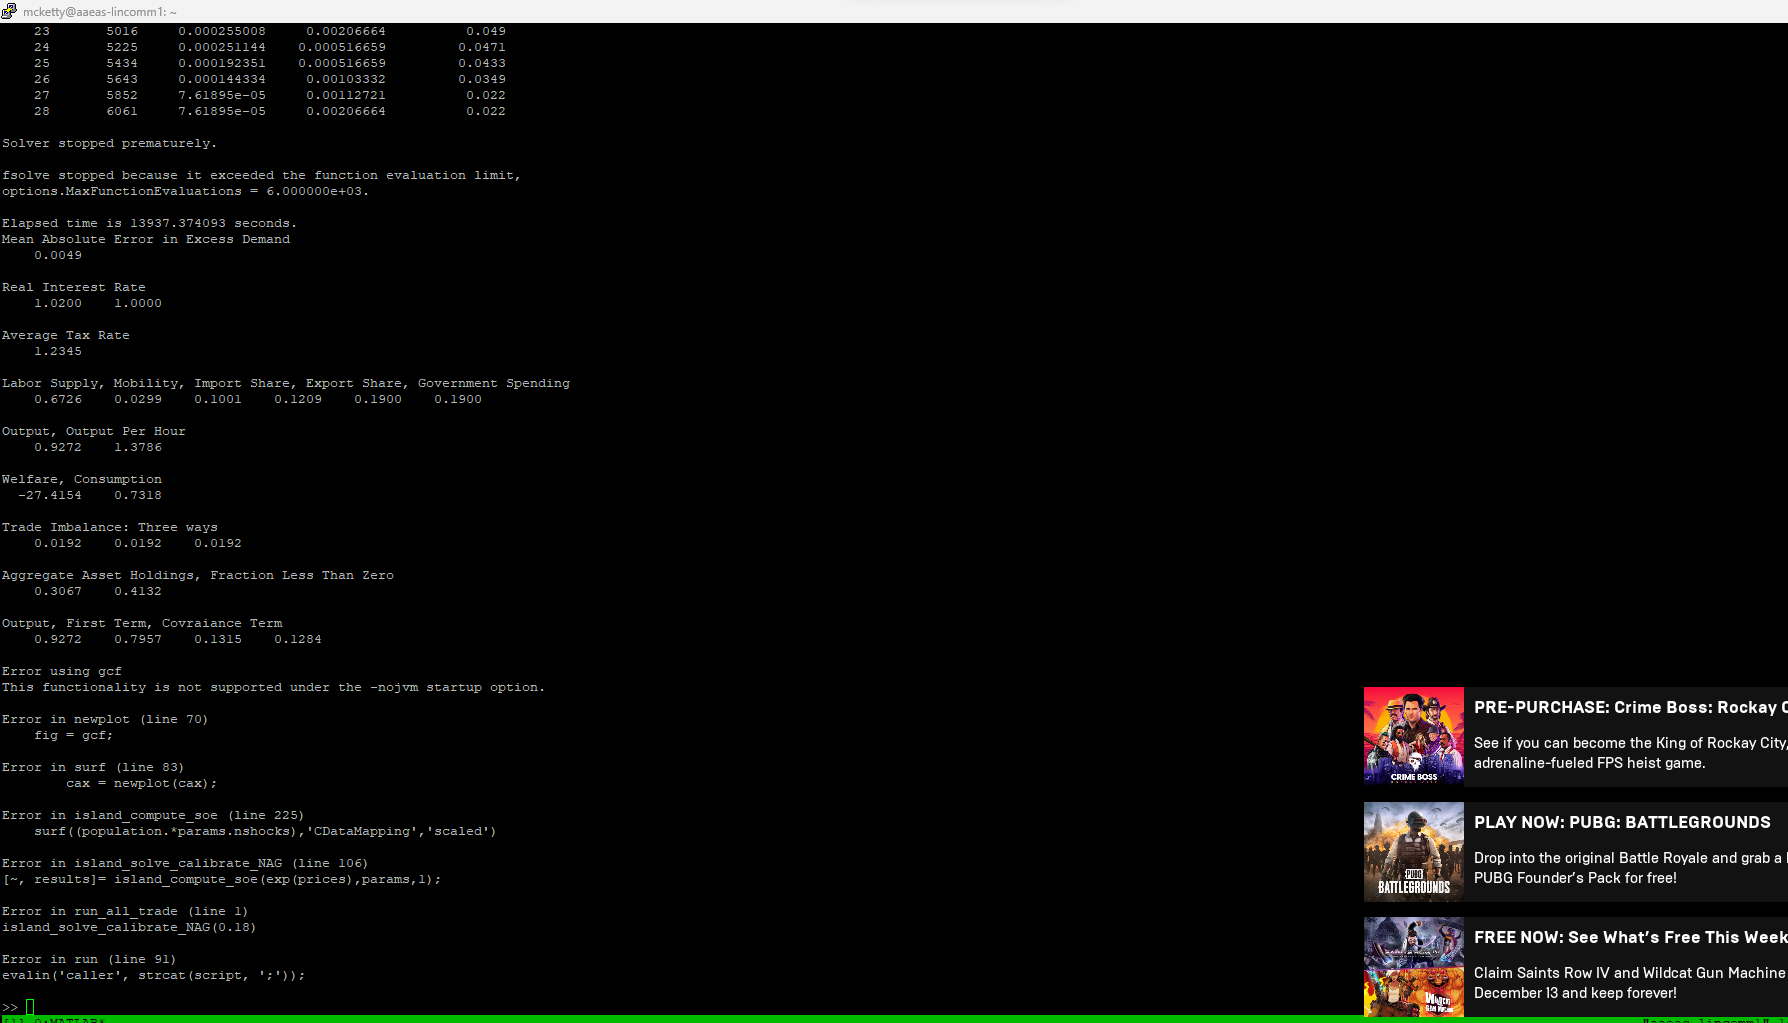 mcketty@aaeas-lincomm1: ~
23 5016 0.000255008 0.00206664 0.049
24 5225 0.000251144 0.000516659 0.0471
25 5434 0.000192351 0.000516659 0.0433
26 5643 0.000144334 0.00103332 0.0349
27 5852 7.61895e-05 0.00112721 0.022
28 6061 7.61895e-05 0.00206664 0.022
Solver stopped prematurely.
fsolve stopped because it exceeded the function evaluation limit,
options.MaxFunctionEvaluations = 6.000000e+03.
Elapsed time is 13937.374093 seconds.
Mean Absolute Error in Excess Demand
0.0049
Real Interest Rate
1.0200 1.0000
Average Tax Rate
1.2345
Labor Supply, Mobility, Import Share, Export Share, Government Spending
0.6726 0.0299 0.1001 0.1209 0.1900 0.1900
Output, Output Per Hour
0.9272 1.3786
Welfare, Consumption
-27.4154 0.7318
Trade Imbalance: Three ways
0.0192 0.0192 0.0192
Aggregate Asset Holdings, Fraction Less Than Zero
0.3067 0.4132
Output, First Term, Covraiance Term
0.9272 0.7957 0.1315 0.1284
Error using gcf
This functionality is not supported under the -nojvm startup option.
Error in newplot (line 70)
fig = gcf;
Error in surf (line 83)
cax = newplot(cax);
Error in island_compute_soe (line 225)
surf((population.*params.nshocks),'CDataMapping','scaled')
Error in island_solve_calibrate_NAG (line 106)
[~, results]= island_compute_soe(exp(prices),params,1);
Error in run_all_trade (line 1)
island_solve_calibrate_NAG(0.18)
Error in run (line 91)
evalin('caller', strcat(script, ';'));
>>
CRIME BOSS
PRE-PURCHASE: Crime Boss: Rockay C
See if you can become the King of Rockay City,
adrenaline-fueled FPS heist game.
PUBG
BATTLEGROUNDS
PLAY NOW: PUBG: BATTLEGROUNDS
Drop into the original Battle Royale and grab a
PUBG Founder's Pack for free!
WILDCAT
FREE NOW: See What's Free This Week
Claim Saints Row IV and Wildcat Gun Machine
December 13 and keep forever!